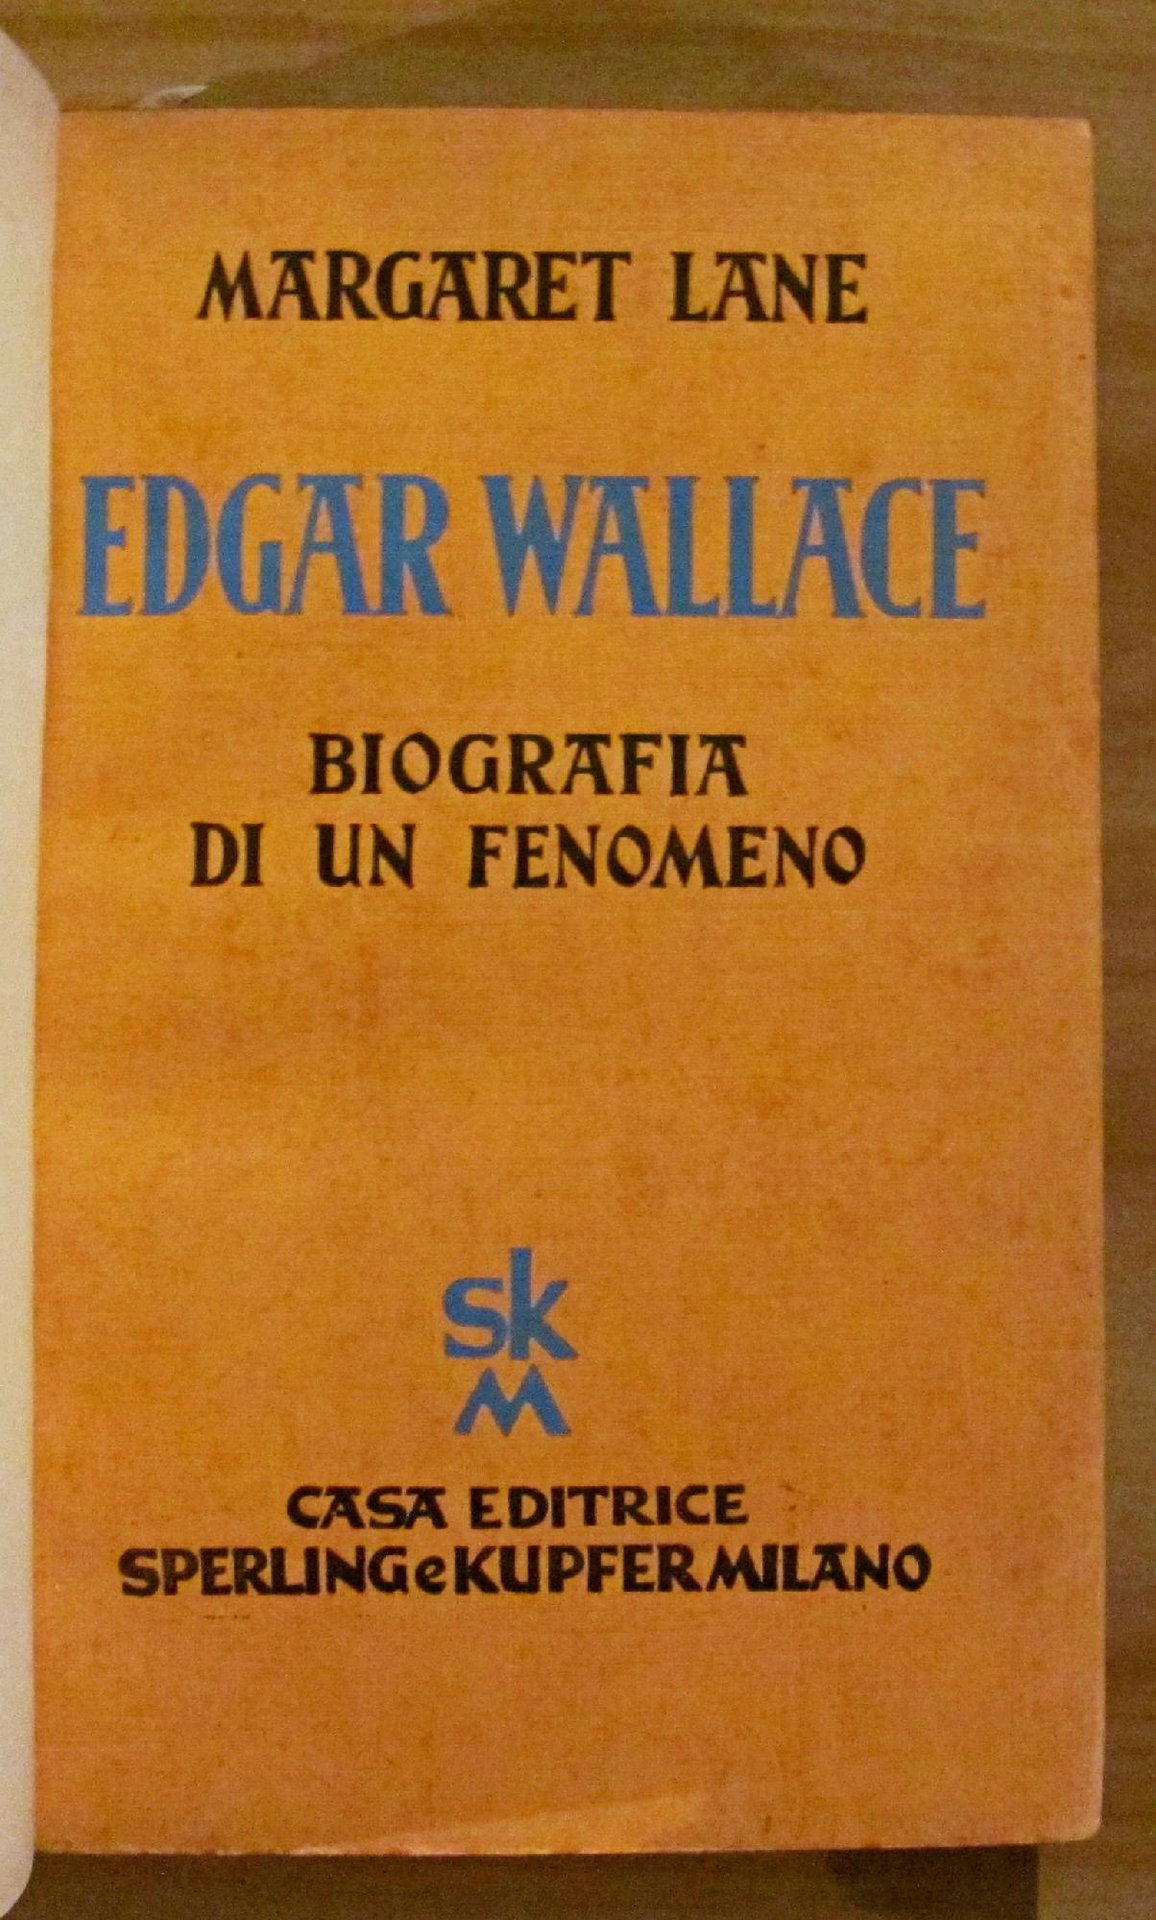 MARGARET LANE
EDGAR WALLACE
BIOGRAFIA
DI UN FENOMENO
SK
M
CASA EDITRICE
SPERLING e KUPFER MILANO